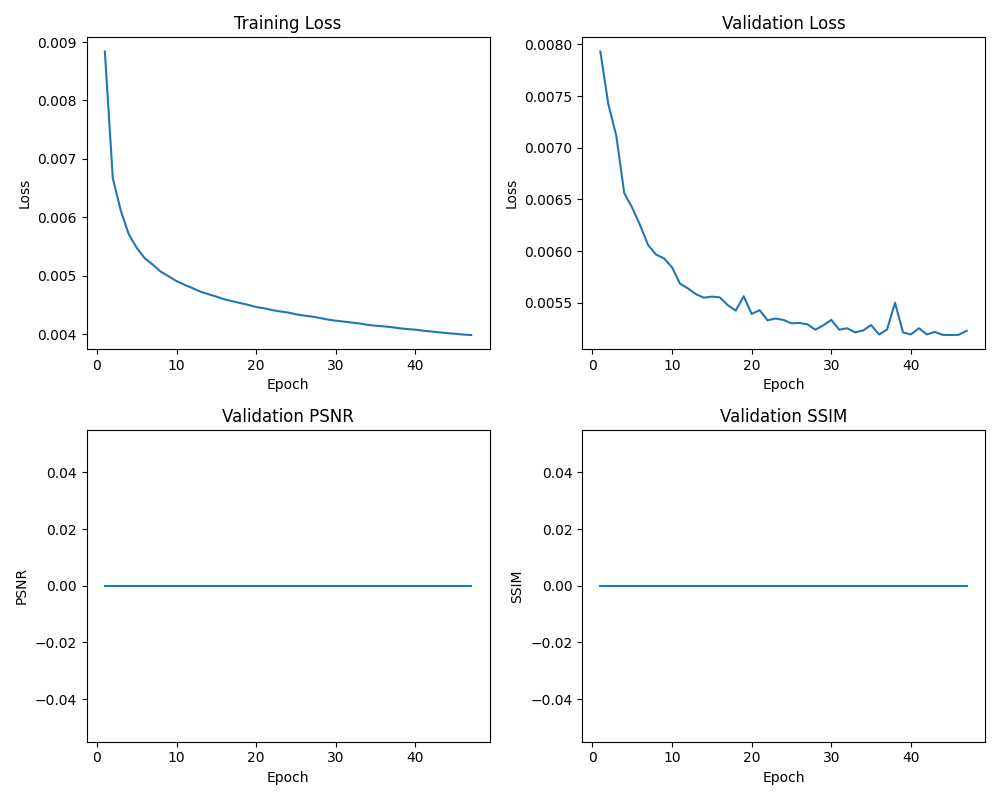 Training Loss
0.009
0.008
0.007
0.006
0.005
0.004
Loss
0 10 20 30 40
Epoch
Validation Loss
0.0080
0.0075
0.0070
0.0065
0.0060
0.0055
Loss
0 10 20 30 40
Epoch
Validation PSNR
0.04
0.02
0.00
−0.02
−0.04
PSNR
0 10 20 30 40
Epoch
Validation SSIM
0.04
0.02
0.00
−0.02
−0.04
SSIM
0 10 20 30 40
Epoch